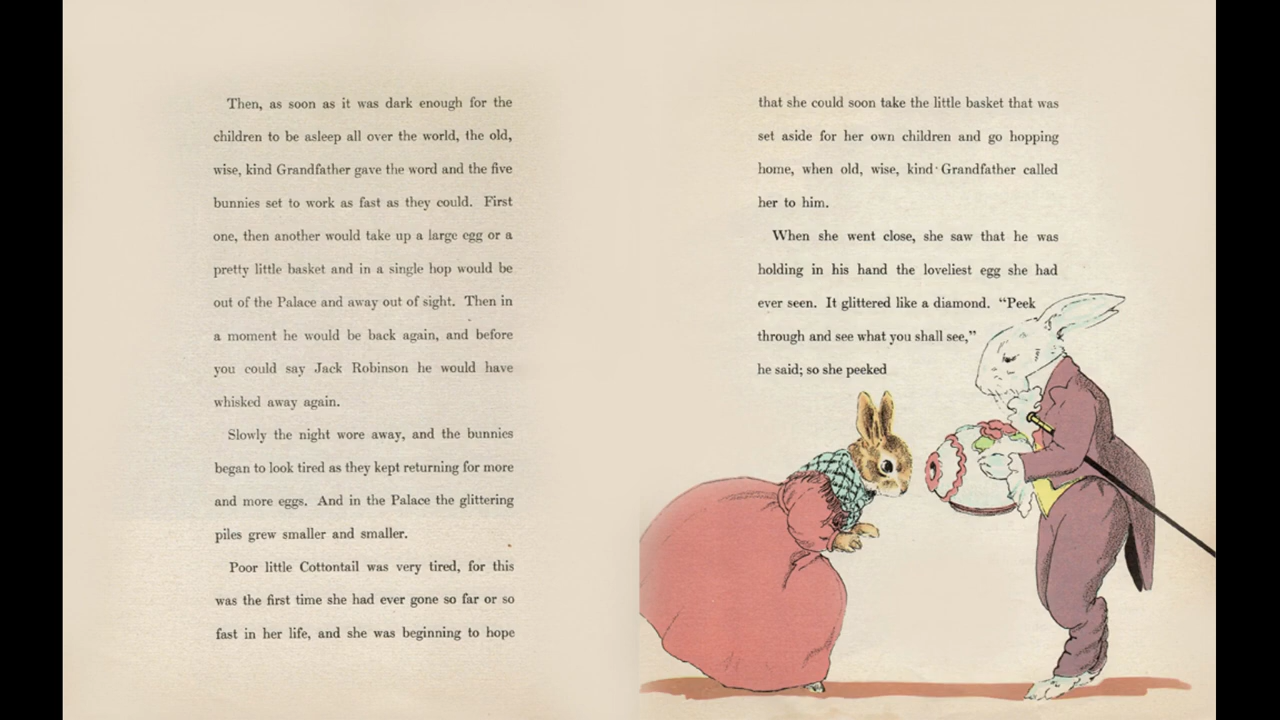 Then, as soon as it was dark enough for the
children to be asleep all over the world, the old,
wise, kind Grandfather gave the word and the five
bunnies set to work as fast as they could. First
one, then another would take up a large egg or a
pretty little basket and in a single hop would be
out of the Palace and away out of sight. Then in
a moment he would be back again, and before
you could say Jack Robinson he would have
whisked away again.
Slowly the night wore away, and the bunnies
began to look tired as they kept returning for more
and more eggs. And in the Palace the glittering
piles grew smaller and smaller.
Poor little Cottontail was very tired, for this
was the first time she had ever gone so far or so
fast in her life, and she was beginning to hope
that she could soon take the little basket that was
set aside for her own children and go hopping
home, when old, wise, kind Grandfather called
her to him.
When she went close, she saw that he was
holding in his hand the loveliest egg she had
ever seen. It glittered like a diamond. “Peek
through and see what you shall see,”
he said; so she peeked